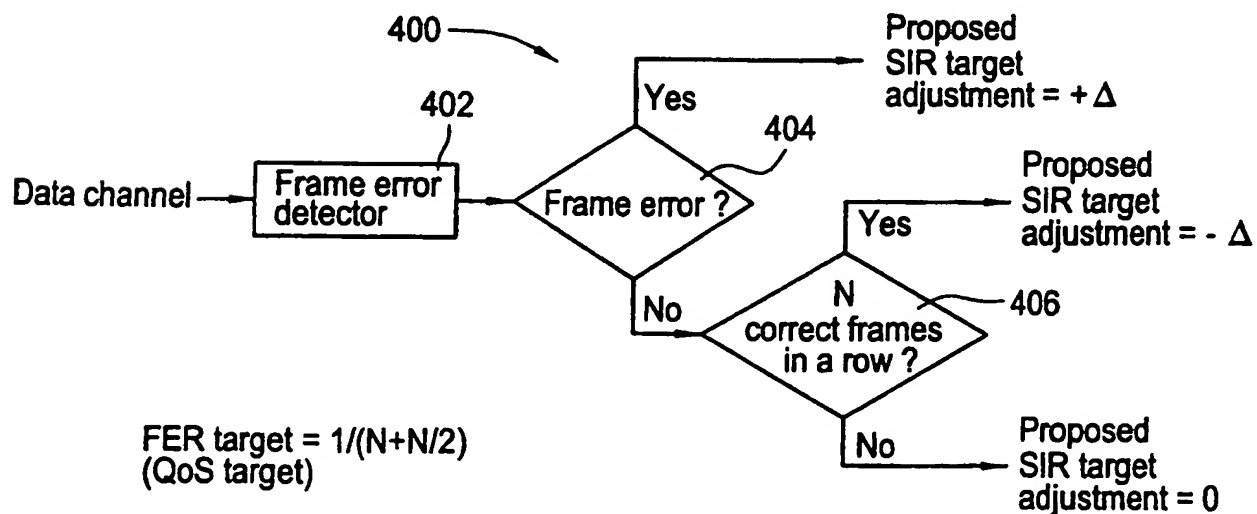 400
Proposed
SIR target
adjustment = + Δ
Yes
402
404
Data channel
Frame error
detector
Frame error ?
Proposed
SIR target
adjustment = - Δ
Yes
No
N
correct frames
in a row ?
406
FER target = 1/(N+N/2)
(QoS target)
No
Proposed
SIR target
adjustment = 0